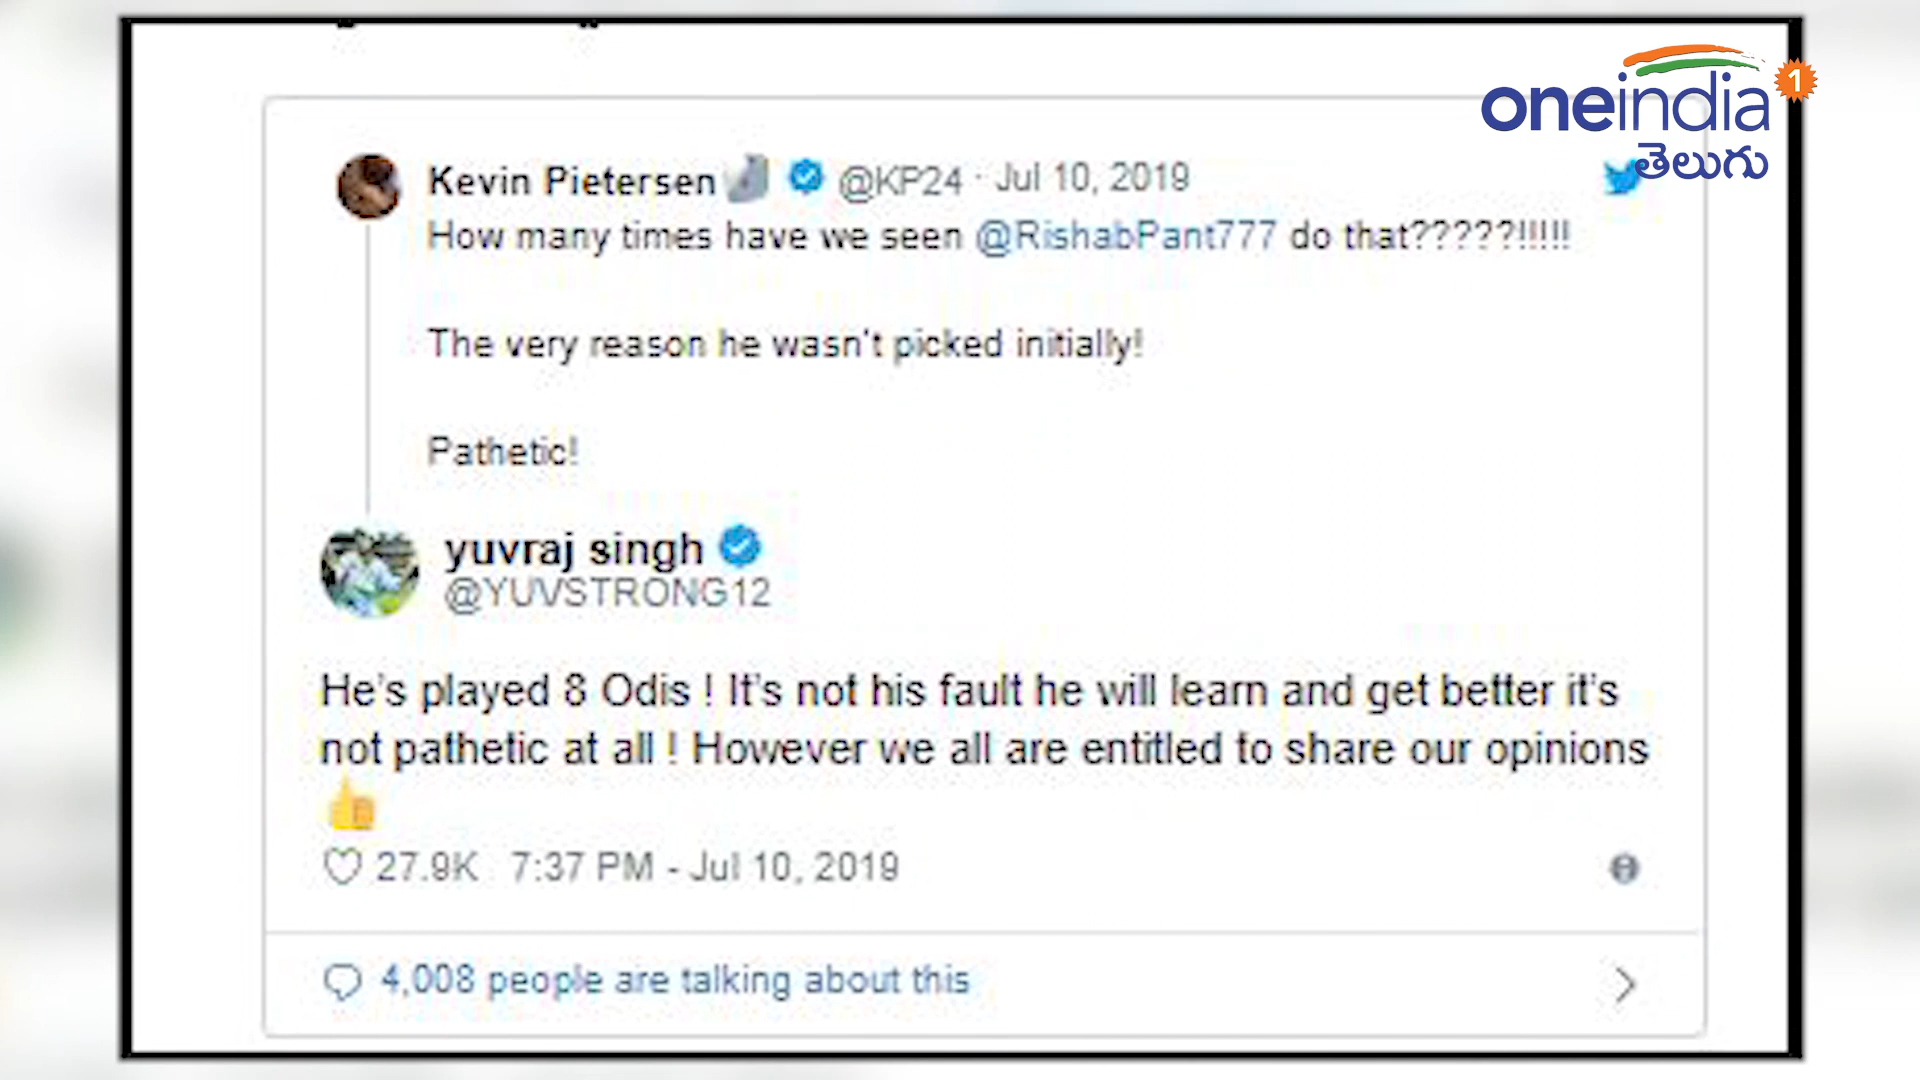 oneindia 1
తెలుగు
Kevin Pietersen @KP24 · Jul 10, 2019
How many times have we seen @RishabPant777 do that?????!!!!!
The very reason he wasn't picked initially!
Pathetic!
yuvraj singh
@YUVSTRONG12
He's played 8 Odis ! It's not his fault he will learn and get better it's
not pathetic at all ! However we all are entitled to share our opinions
👍
27.9K 7:37 PM - Jul 10, 2019
4,008 people are talking about this